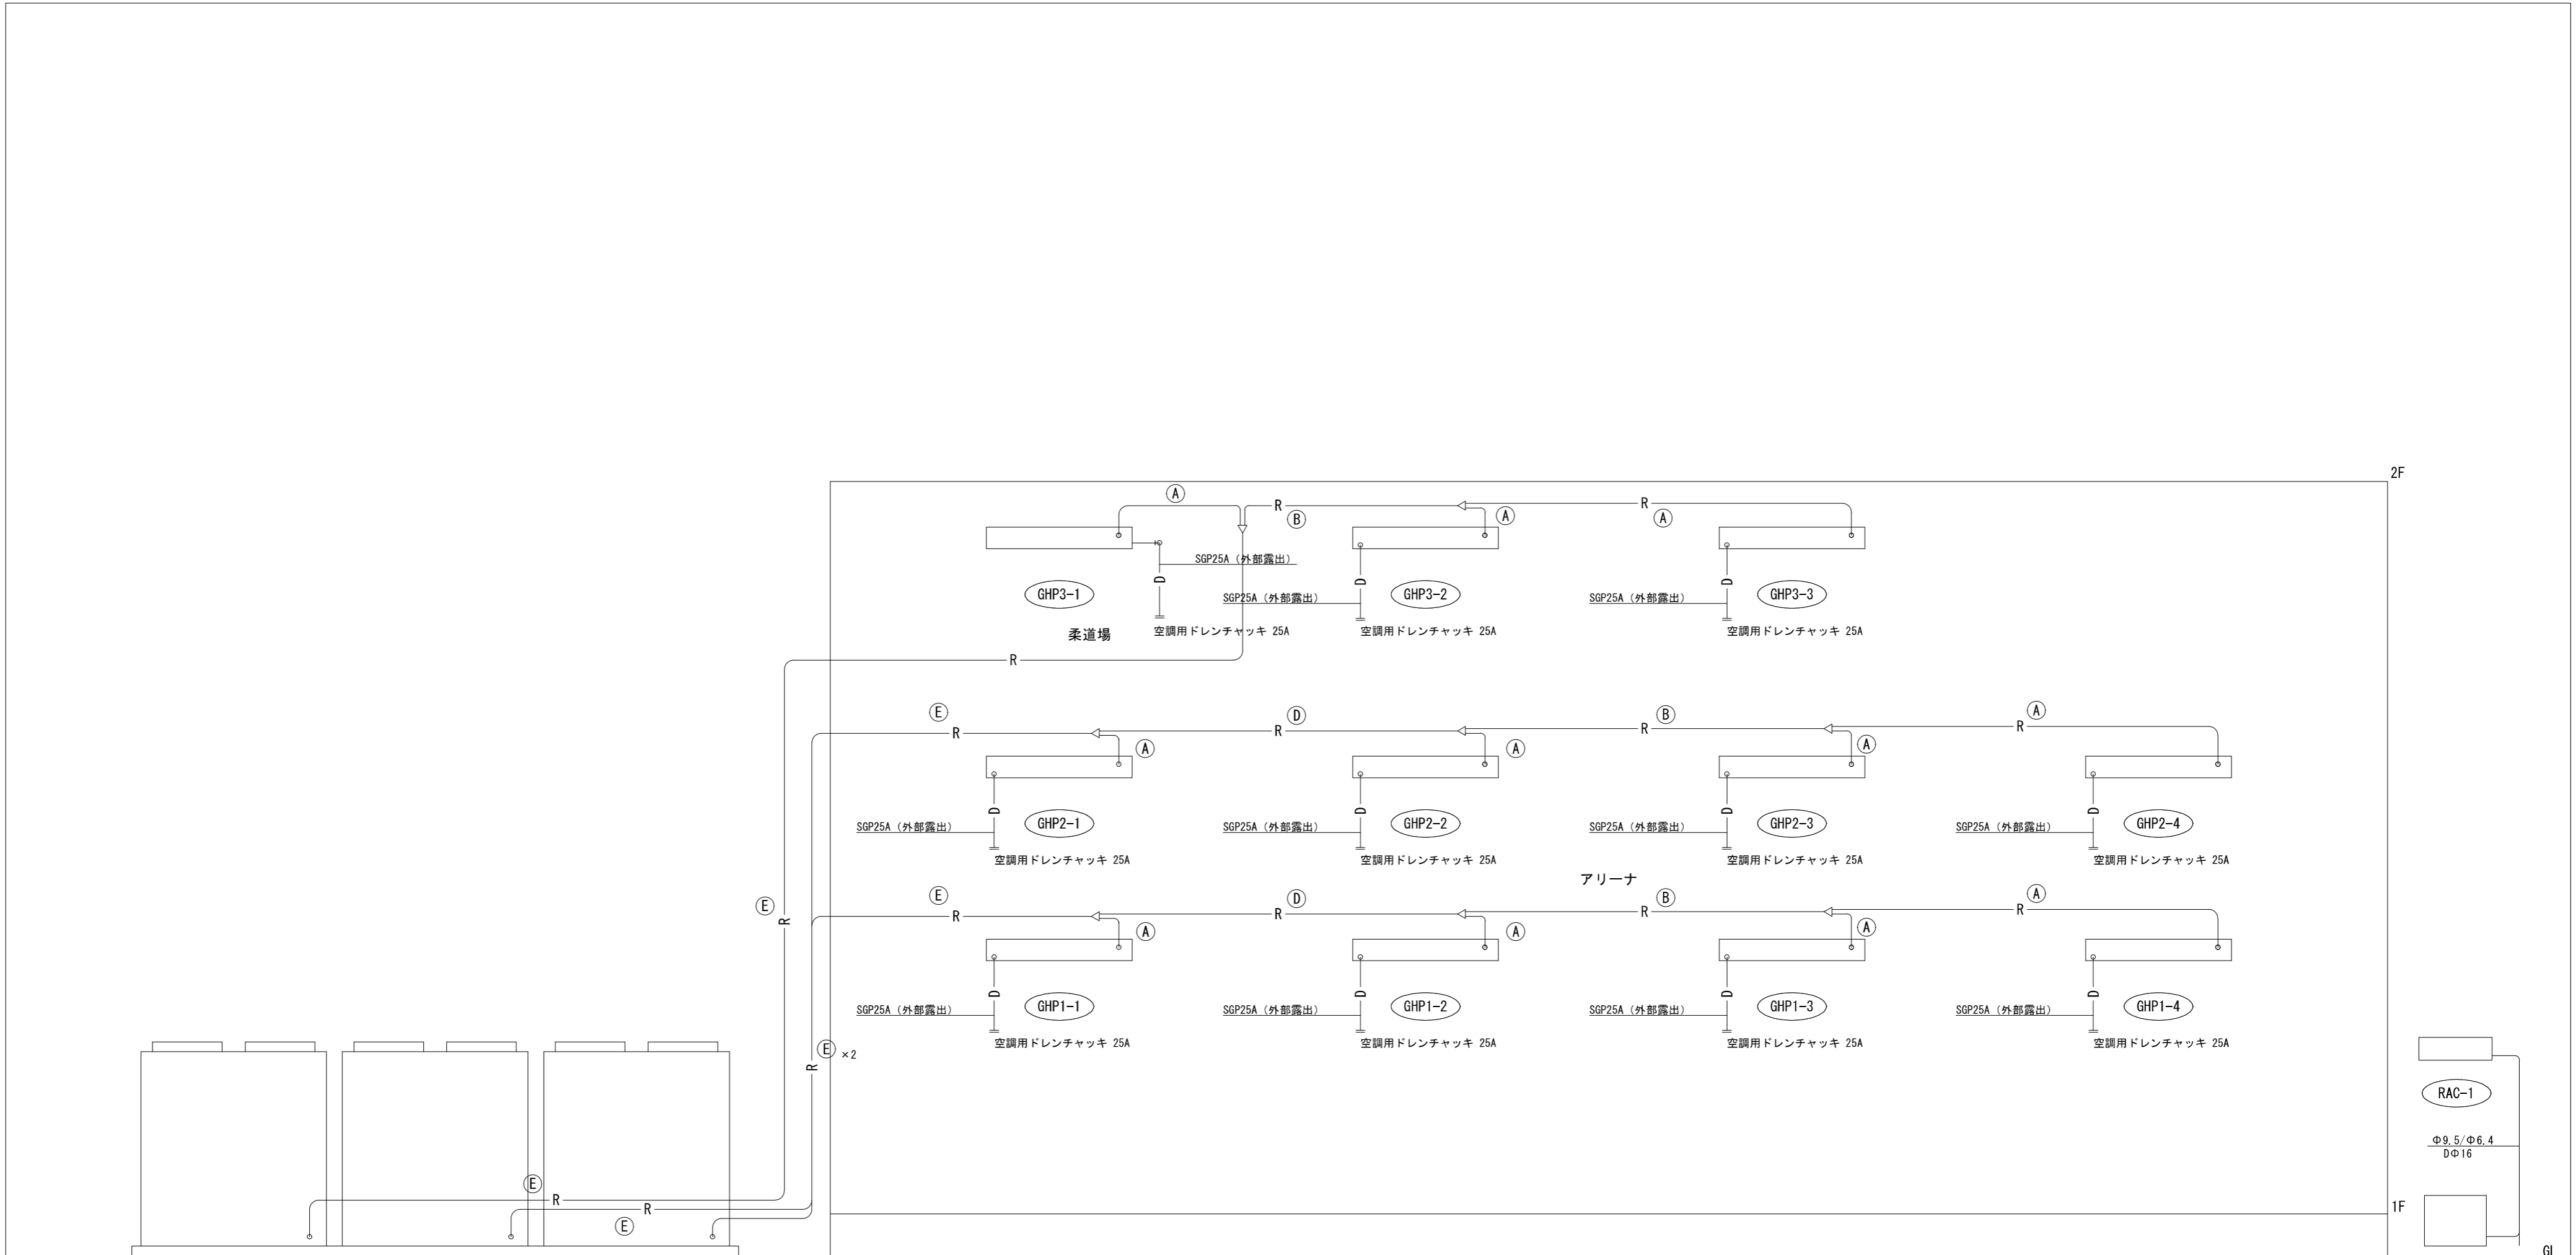 2F
Ⓐ
R
Ⓑ
Ⓐ
R
Ⓐ
SGP25A (外部露出)
D
D
D
GHP3-1
SGP25A (外部露出)
GHP3-2
SGP25A (外部露出)
GHP3-3
柔道場
空調用ドレンチャッキ 25A
空調用ドレンチャッキ 25A
空調用ドレンチャッキ 25A
R
Ⓔ
R
Ⓓ
R
Ⓑ
R
Ⓐ
R
Ⓐ
Ⓐ
Ⓐ
D
D
D
D
SGP25A (外部露出)
GHP2-1
SGP25A (外部露出)
GHP2-2
SGP25A (外部露出)
GHP2-3
SGP25A (外部露出)
GHP2-4
空調用ドレンチャッキ 25A
空調用ドレンチャッキ 25A
空調用ドレンチャッキ 25A
空調用ドレンチャッキ 25A
アリーナ
Ⓔ
R
Ⓔ
R
Ⓓ
R
Ⓑ
R
Ⓐ
R
Ⓐ
Ⓐ
Ⓐ
D
D
D
D
SGP25A (外部露出)
GHP1-1
SGP25A (外部露出)
GHP1-2
SGP25A (外部露出)
GHP1-3
SGP25A (外部露出)
GHP1-4
空調用ドレンチャッキ 25A
空調用ドレンチャッキ 25A
空調用ドレンチャッキ 25A
空調用ドレンチャッキ 25A
Ⓔ ×2
R
RAC-1
Φ9.5/Φ6.4
DΦ16
Ⓔ
R
R
Ⓔ
1F
GL